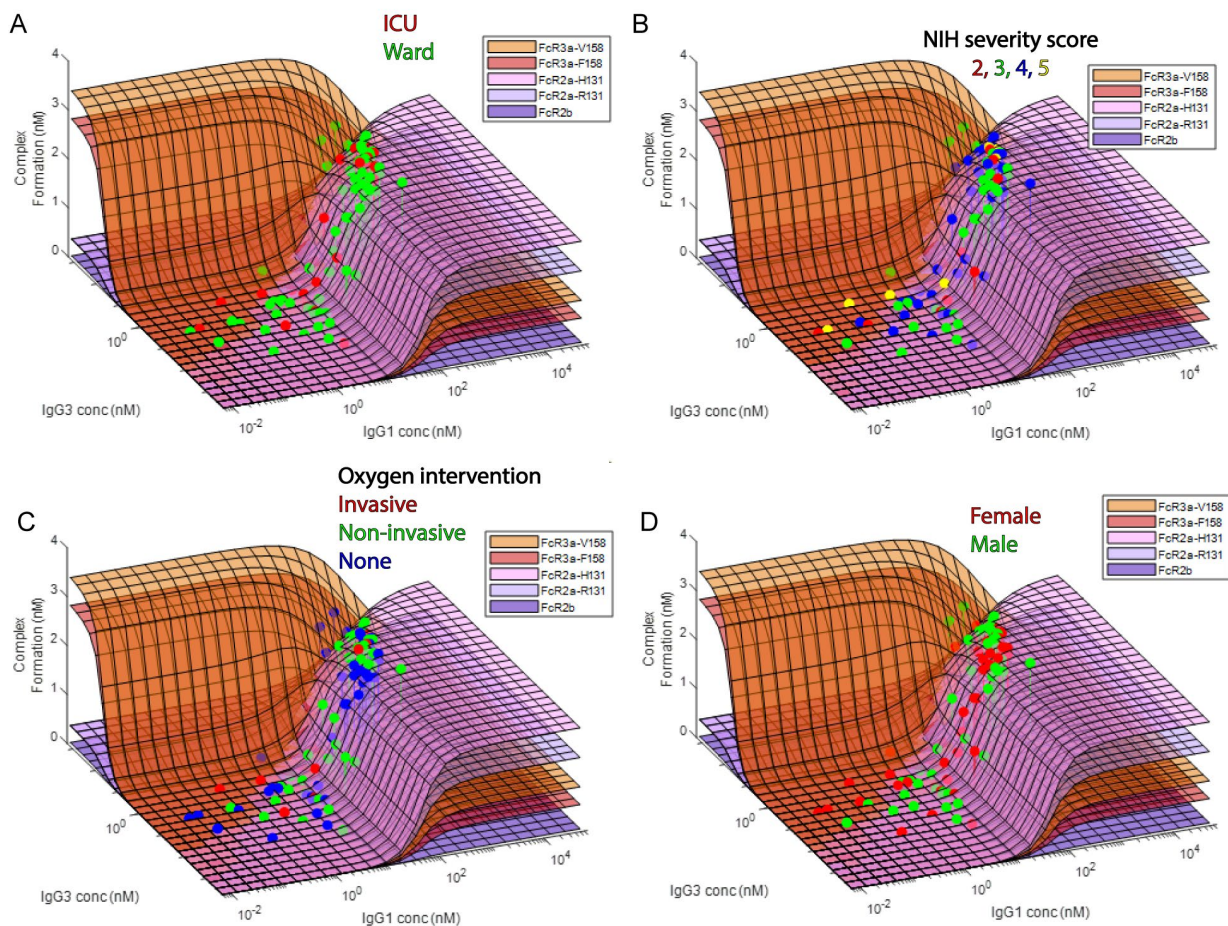 A
ICU
Ward
FcR3a-V158
FcR3a-F158
FcR2a-H131
FcR2a-R131
FcR2b
4
3
2
1
0
Complex
Formation (nM)
10^0
IgG3 conc (nM)
10^-2
10^0
10^2
10^4
IgG1 conc (nM)
B
NIH severity score
2, 3, 4, 5
FcR3a-V158
FcR3a-F158
FcR2a-H131
FcR2a-R131
FcR2b
4
3
2
1
0
Complex
Formation (nM)
10^0
IgG3 conc (nM)
10^-2
10^0
10^2
10^4
IgG1 conc (nM)
C
Oxygen intervention
Invasive
Non-invasive
None
FcR3a-V158
FcR3a-F158
FcR2a-H131
FcR2a-R131
FcR2b
4
3
2
1
0
Complex
Formation (nM)
10^0
IgG3 conc (nM)
10^-2
10^0
10^2
10^4
IgG1 conc (nM)
D
Female
Male
FcR3a-V158
FcR3a-F158
FcR2a-H131
FcR2a-R131
FcR2b
4
3
2
1
0
Complex
Formation (nM)
10^0
IgG3 conc (nM)
10^-2
10^0
10^2
10^4
IgG1 conc (nM)